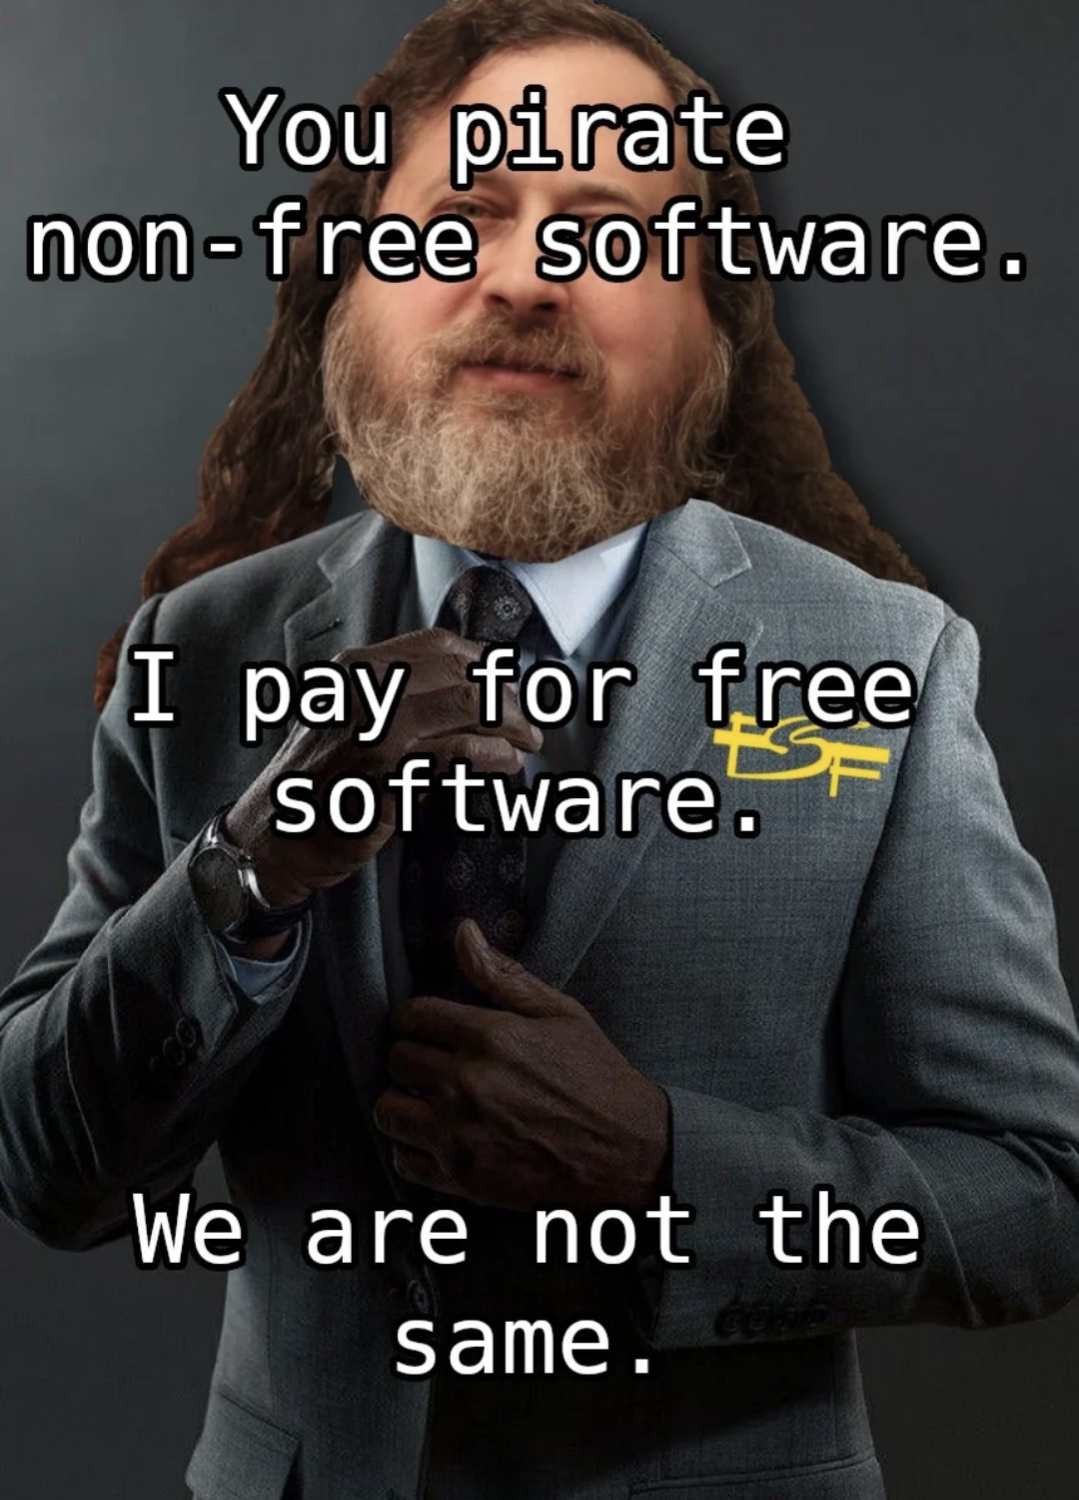 You pirate
non-free software.
I pay for free
FSF
software.
We are not the
same.